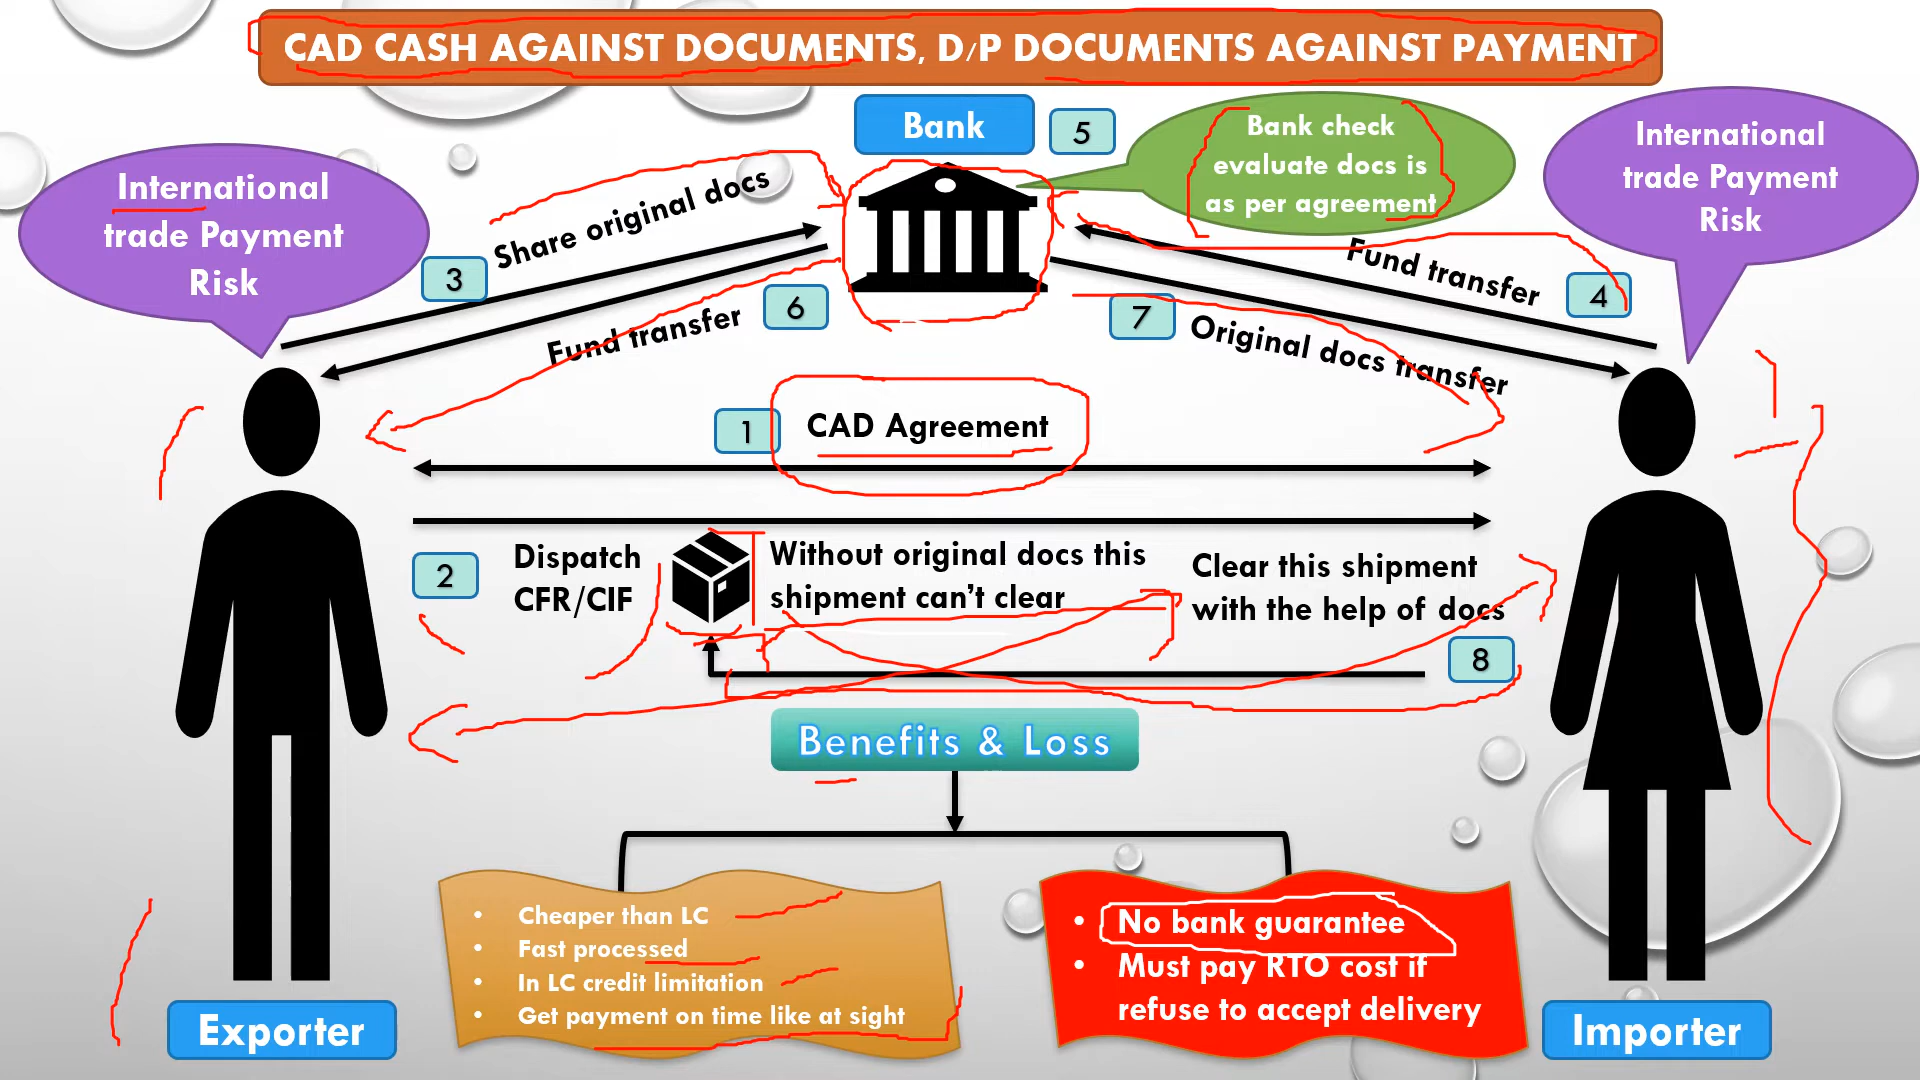 CAD CASH AGAINST DOCUMENTS, D/P DOCUMENTS AGAINST PAYMENT
Bank
5
Bank check
evaluate docs is
as per agreement
International
trade Payment
Risk
International
trade Payment
Risk
Share original docs
3
Fund transfer
6
Fund transfer
4
7
Original docs transfer
1
CAD Agreement
2
Dispatch
CFR/CIF
Without original docs this
shipment can't clear
Clear this shipment
with the help of docs
8
Benefits & Loss
• Cheaper than LC
• Fast processed
• In LC credit limitation
• Get payment on time like at sight
• No bank guarantee
• Must pay RTO cost if
refuse to accept delivery
Exporter
Importer